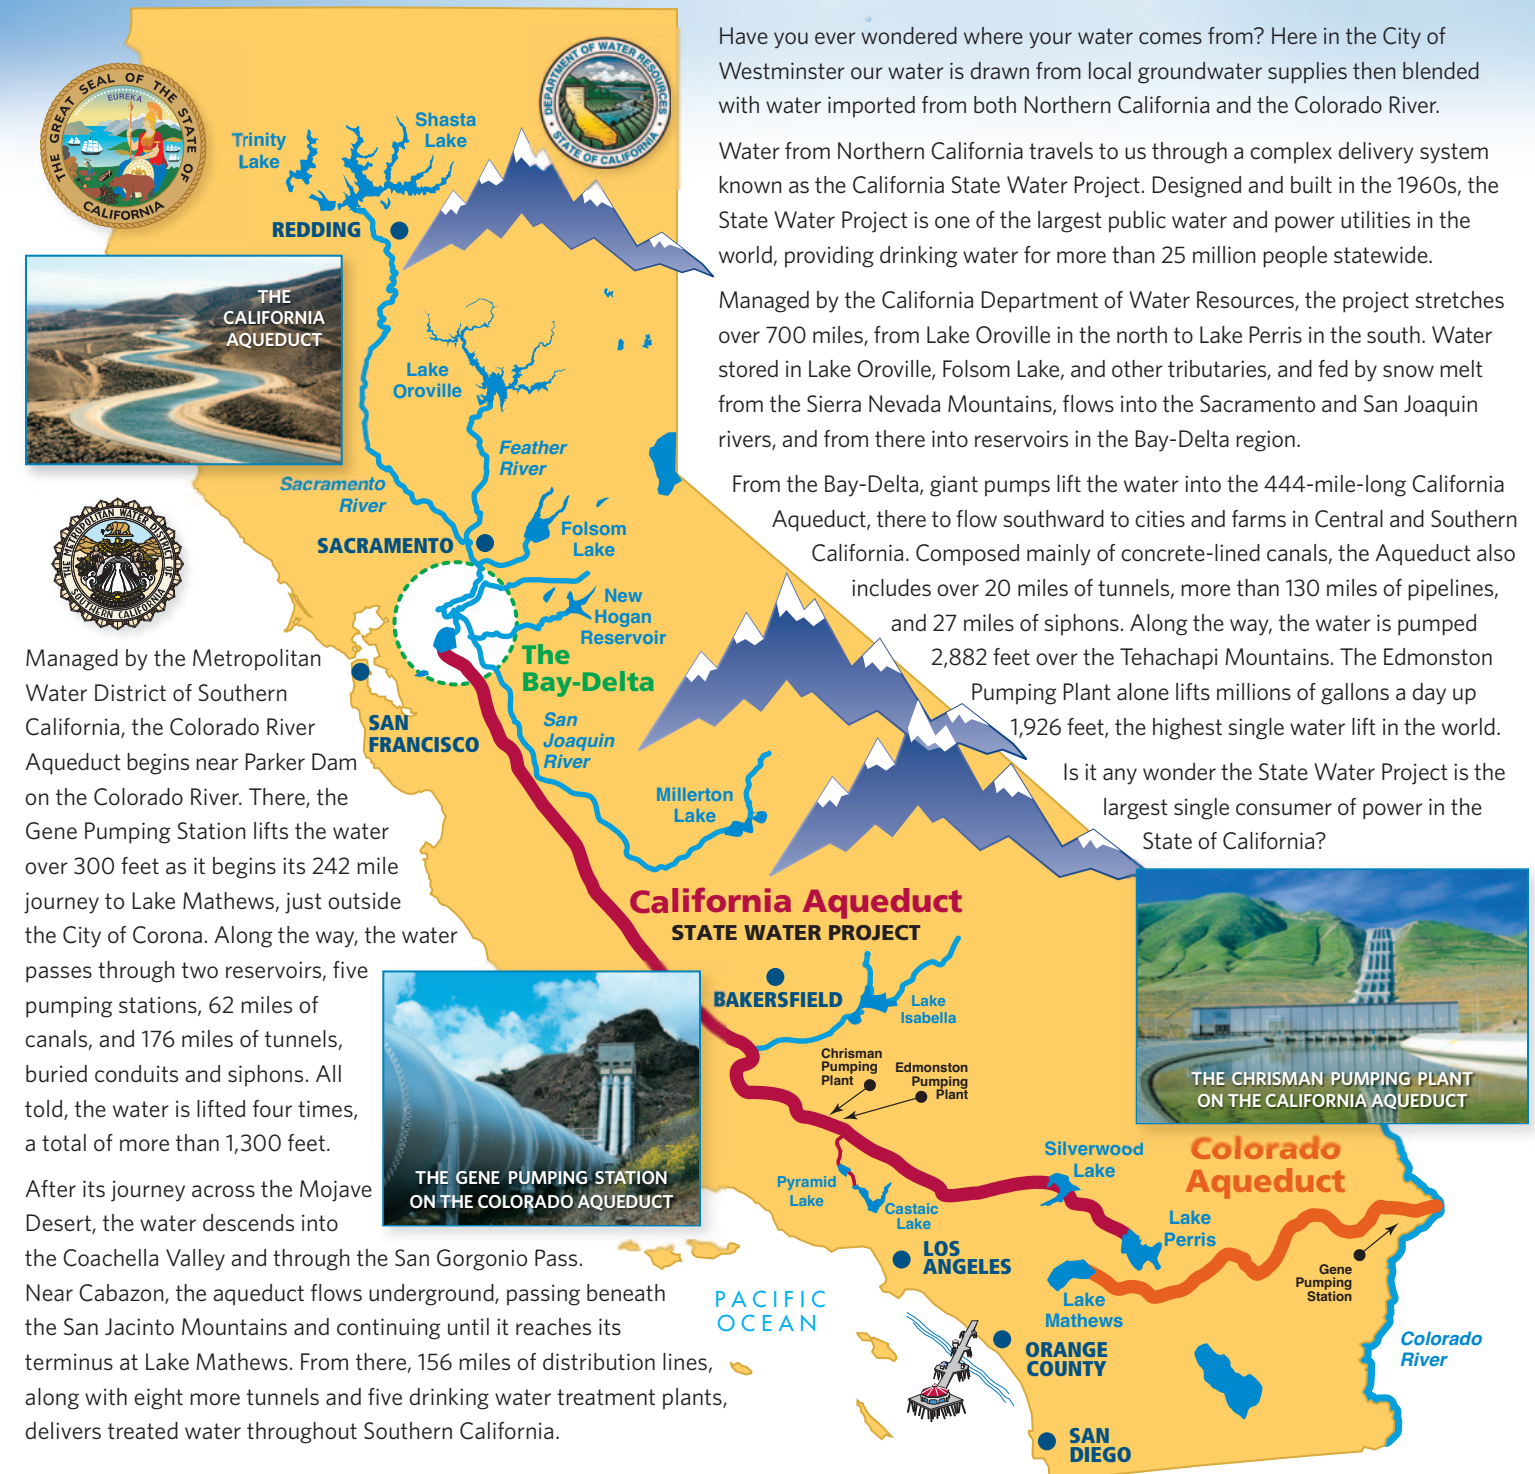 Have you ever wondered where your water comes from? Here in the City of
Westminster our water is drawn from local groundwater supplies then blended
with water imported from both Northern California and the Colorado River.
Water from Northern California travels to us through a complex delivery system
known as the California State Water Project. Designed and built in the 1960s, the
State Water Project is one of the largest public water and power utilities in the
world, providing drinking water for more than 25 million people statewide.
Managed by the California Department of Water Resources, the project stretches
over 700 miles, from Lake Oroville in the north to Lake Perris in the south. Water
stored in Lake Oroville, Folsom Lake, and other tributaries, and fed by snow melt
from the Sierra Nevada Mountains, flows into the Sacramento and San Joaquin
rivers, and from there into reservoirs in the Bay-Delta region.
From the Bay-Delta, giant pumps lift the water into the 444-mile-long California
Aqueduct, there to flow southward to cities and farms in Central and Southern
California. Composed mainly of concrete-lined canals, the Aqueduct also
includes over 20 miles of tunnels, more than 130 miles of pipelines,
and 27 miles of siphons. Along the way, the water is pumped
2,882 feet over the Tehachapi Mountains. The Edmonston
Pumping Plant alone lifts millions of gallons a day up
1,926 feet, the highest single water lift in the world.
Is it any wonder the State Water Project is the
largest single consumer of power in the
State of California?
THE GREAT SEAL OF THE STATE OF CALIFORNIA
EUREKA
DEPARTMENT OF WATER RESOURCES
STATE OF CALIFORNIA
Trinity
Lake
Shasta
Lake
REDDING
THE
CALIFORNIA
AQUEDUCT
Lake
Oroville
Feather
River
Sacramento
River
THE METROPOLITAN WATER DISTRICT OF
SOUTHERN CALIFORNIA
SACRAMENTO
Folsom
Lake
New
Hogan
Reservoir
The
Bay-Delta
SAN
FRANCISCO
San
Joaquin
River
Millerton
Lake
Managed by the Metropolitan
Water District of Southern
California, the Colorado River
Aqueduct begins near Parker Dam
on the Colorado River. There, the
Gene Pumping Station lifts the water
over 300 feet as it begins its 242 mile
journey to Lake Mathews, just outside
the City of Corona. Along the way, the water
passes through two reservoirs, five
pumping stations, 62 miles of
canals, and 176 miles of tunnels,
buried conduits and siphons. All
told, the water is lifted four times,
a total of more than 1,300 feet.
After its journey across the Mojave
Desert, the water descends into
the Coachella Valley and through the San Gorgonio Pass.
Near Cabazon, the aqueduct flows underground, passing beneath
the San Jacinto Mountains and continuing until it reaches its
terminus at Lake Mathews. From there, 156 miles of distribution lines,
along with eight more tunnels and five drinking water treatment plants,
delivers treated water throughout Southern California.
California Aqueduct
STATE WATER PROJECT
BAKERSFIELD
Lake
Isabella
Chrisman
Pumping
Plant
Edmonston
Pumping
Plant
THE GENE PUMPING STATION
ON THE COLORADO AQUEDUCT
THE CHRISMAN PUMPING PLANT
ON THE CALIFORNIA AQUEDUCT
Pyramid
Lake
Castaic
Lake
Silverwood
Lake
Colorado
Aqueduct
Lake
Perris
LOS
ANGELES
Gene
Pumping
Station
Lake
Mathews
PACIFIC
OCEAN
ORANGE
COUNTY
Colorado
River
SAN
DIEGO